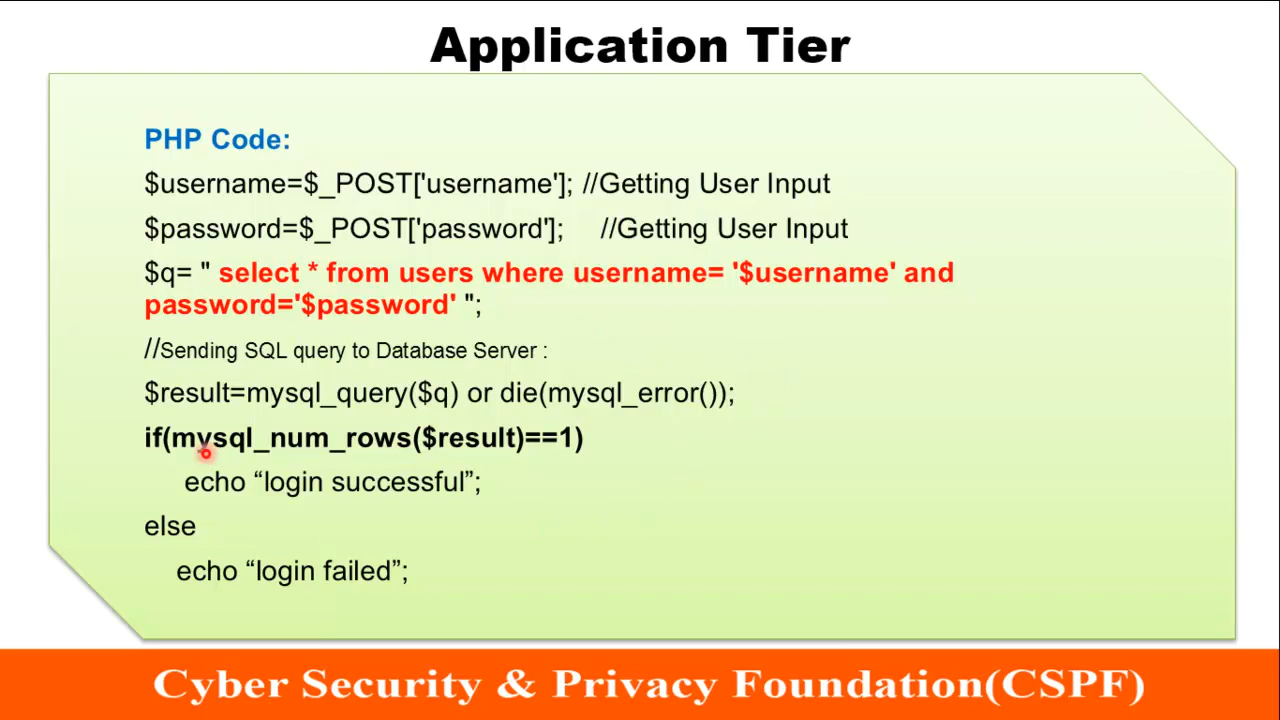 Application Tier
PHP Code:
$username=$_POST['username']; //Getting User Input
$password=$_POST['password']; //Getting User Input
$q= " select * from users where username= '$username' and
password='$password' ";
//Sending SQL query to Database Server :
$result=mysql_query($q) or die(mysql_error());
if(mysql_num_rows($result)==1)
echo “login successful”;
else
echo “login failed”;
Cyber Security & Privacy Foundation(CSPF)